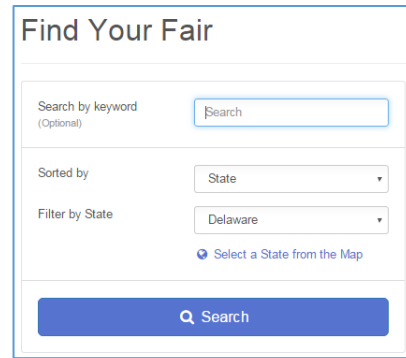 Find Your Fair
Search by keyword
(Optional)
Search
Sorted by
State
Filter by State
Delaware
Select a State from the Map
Search